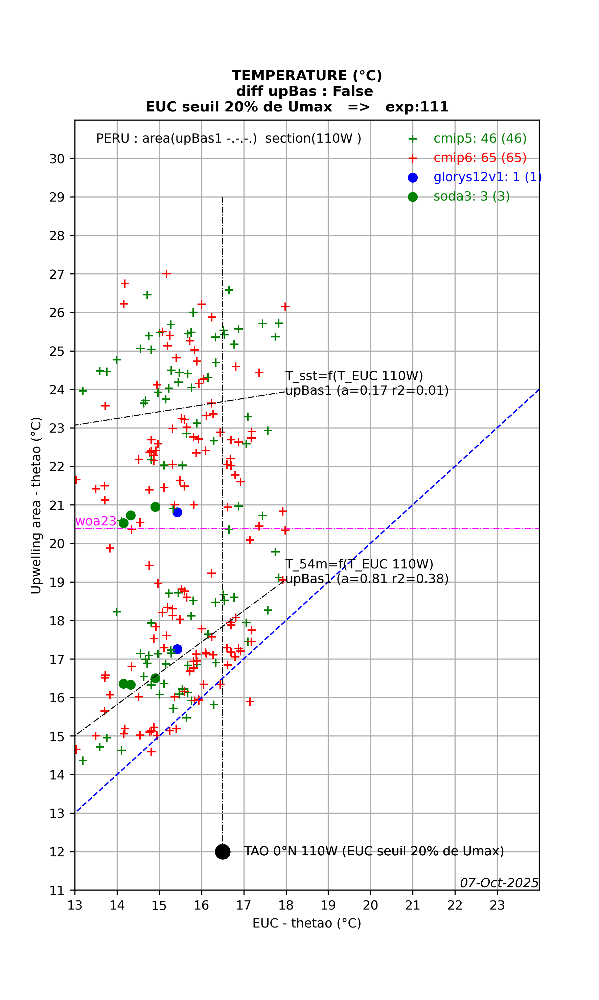 TEMPERATURE (°C)
diff upBas : False
EUC seuil 20% de Umax   =>   exp:111
PERU : area(upBas1 -.-.-.)  section(110W )
cmip5: 46 (46)
cmip6: 65 (65)
glorys12v1: 1 (1)
soda3: 3 (3)
30
29
28
27
26
25
24
23
22
21
20
19
18
17
16
15
14
13
12
11
Upwelling area - thetao (°C)
T_sst=f(T_EUC 110W)
upBas1 (a=0.17 r2=0.01)
woa23
T_54m=f(T_EUC 110W)
upBas1 (a=0.81 r2=0.38)
TAO 0°N 110W (EUC seuil 20% de Umax)
07-Oct-2025
13 14 15 16 17 18 19 20 21 22 23
EUC - thetao (°C)